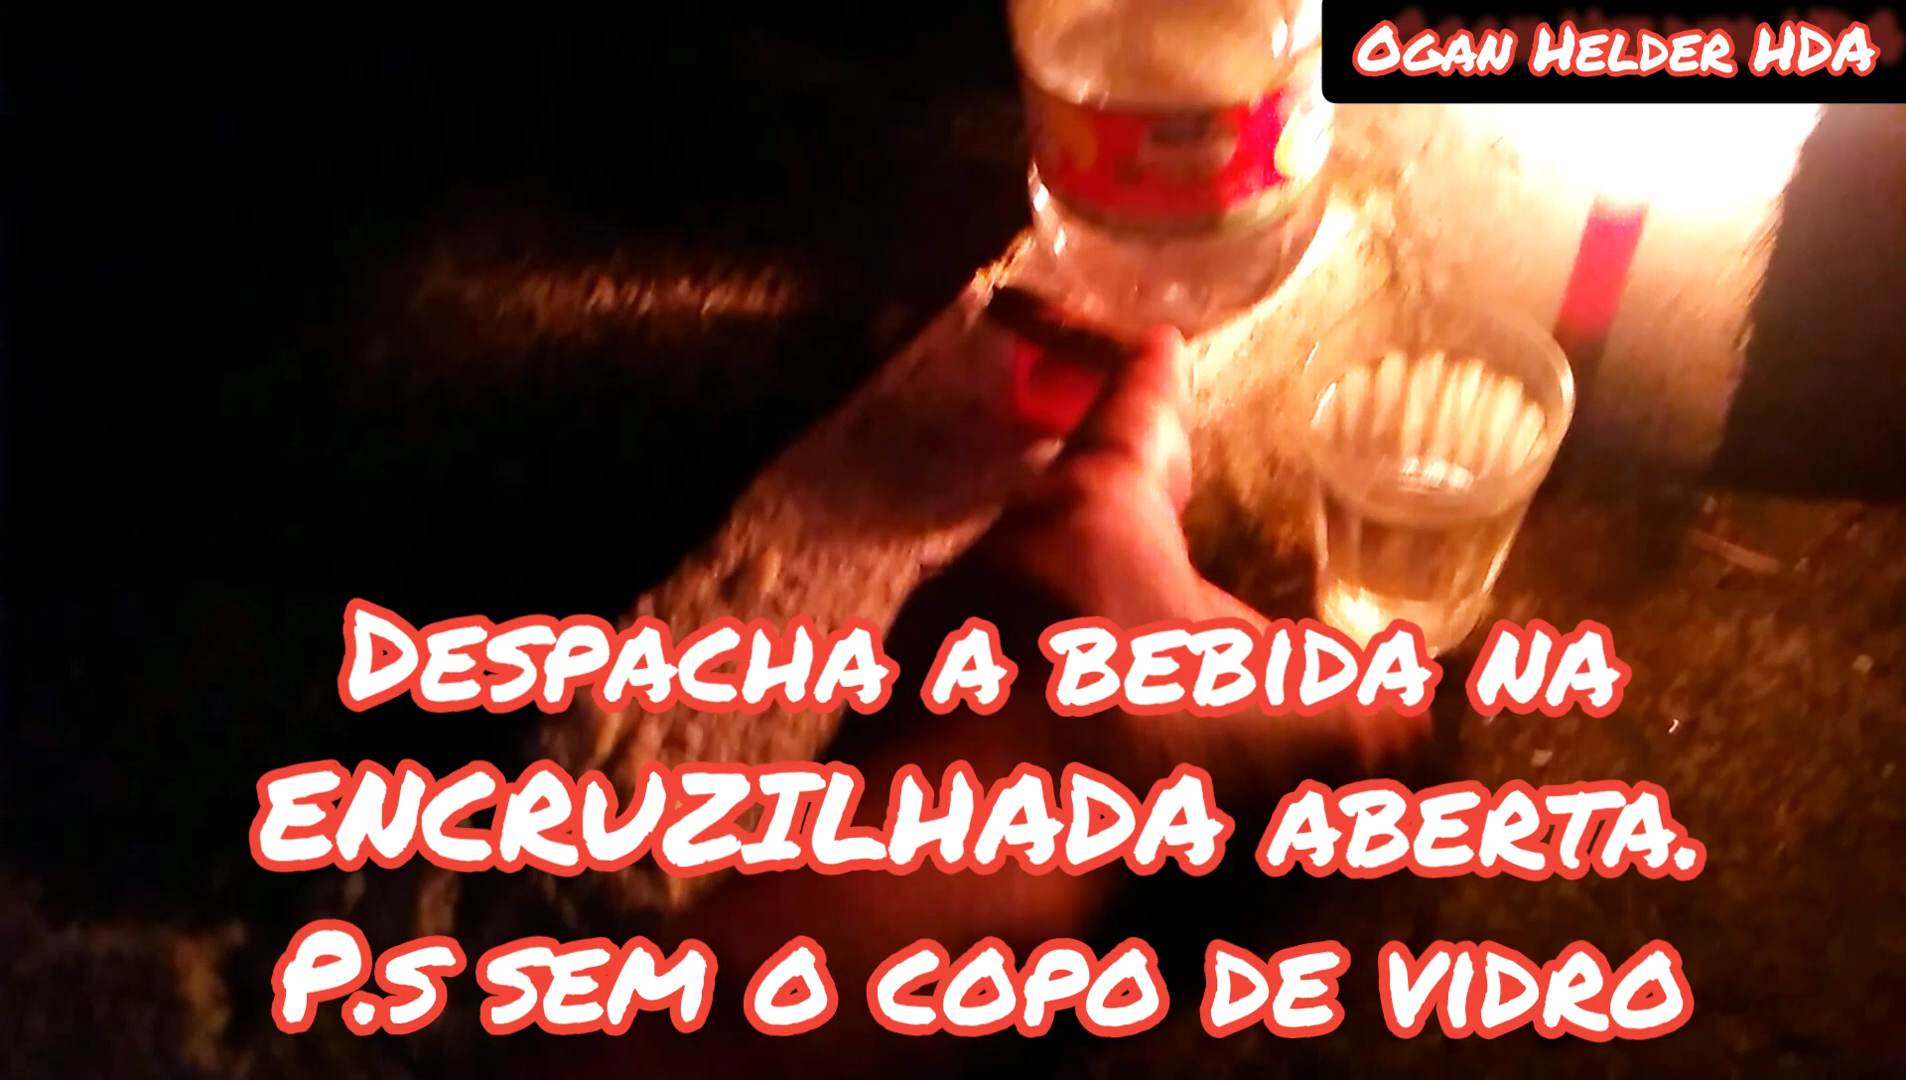 Ogan Helder HDA
Despacha a bebida na
ENCRUZILHADA aberta.
P.s sem o copo de vidro